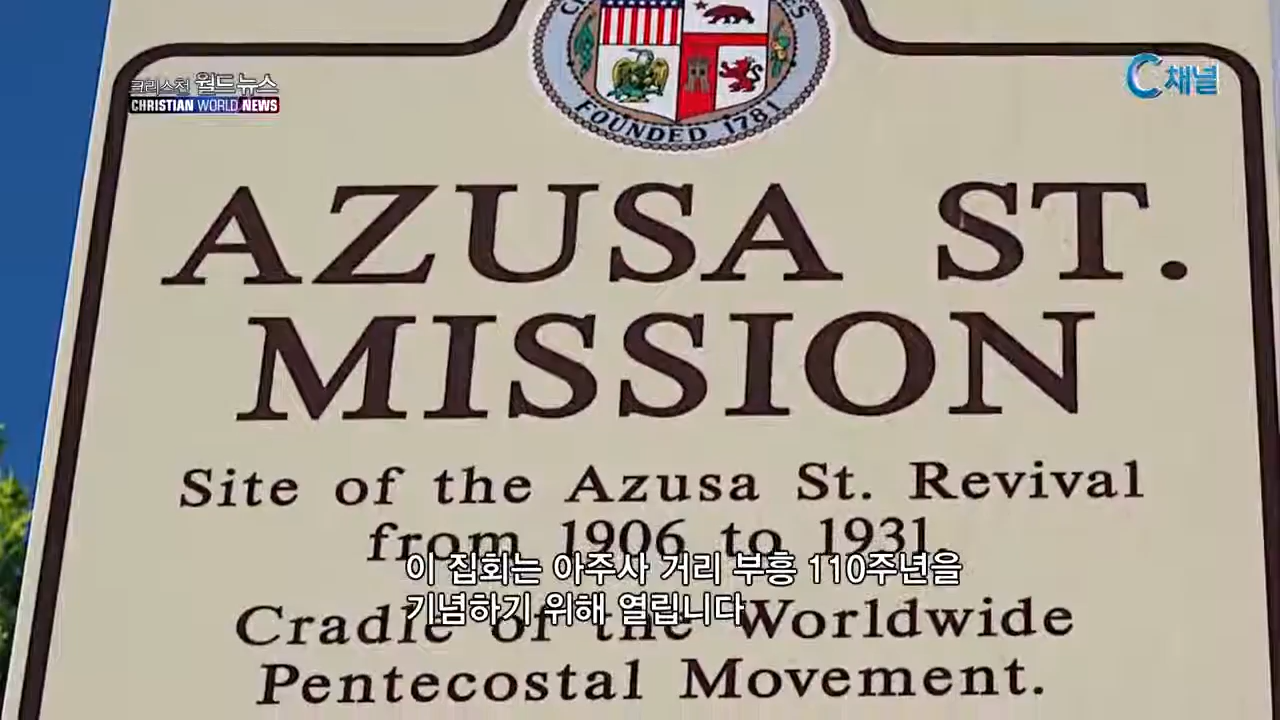 FOUNDED 1781
크리스천 월드뉴스
CHRISTIAN WORLD NEWS
C채널
AZUSA ST.
MISSION
Site of the Azusa St. Revival
from 1906 to 1931.
이 집회는 아주사 거리 부흥 110주년을
기념하기 위해 열립니다
Cradle of the Worldwide
Pentecostal Movement.